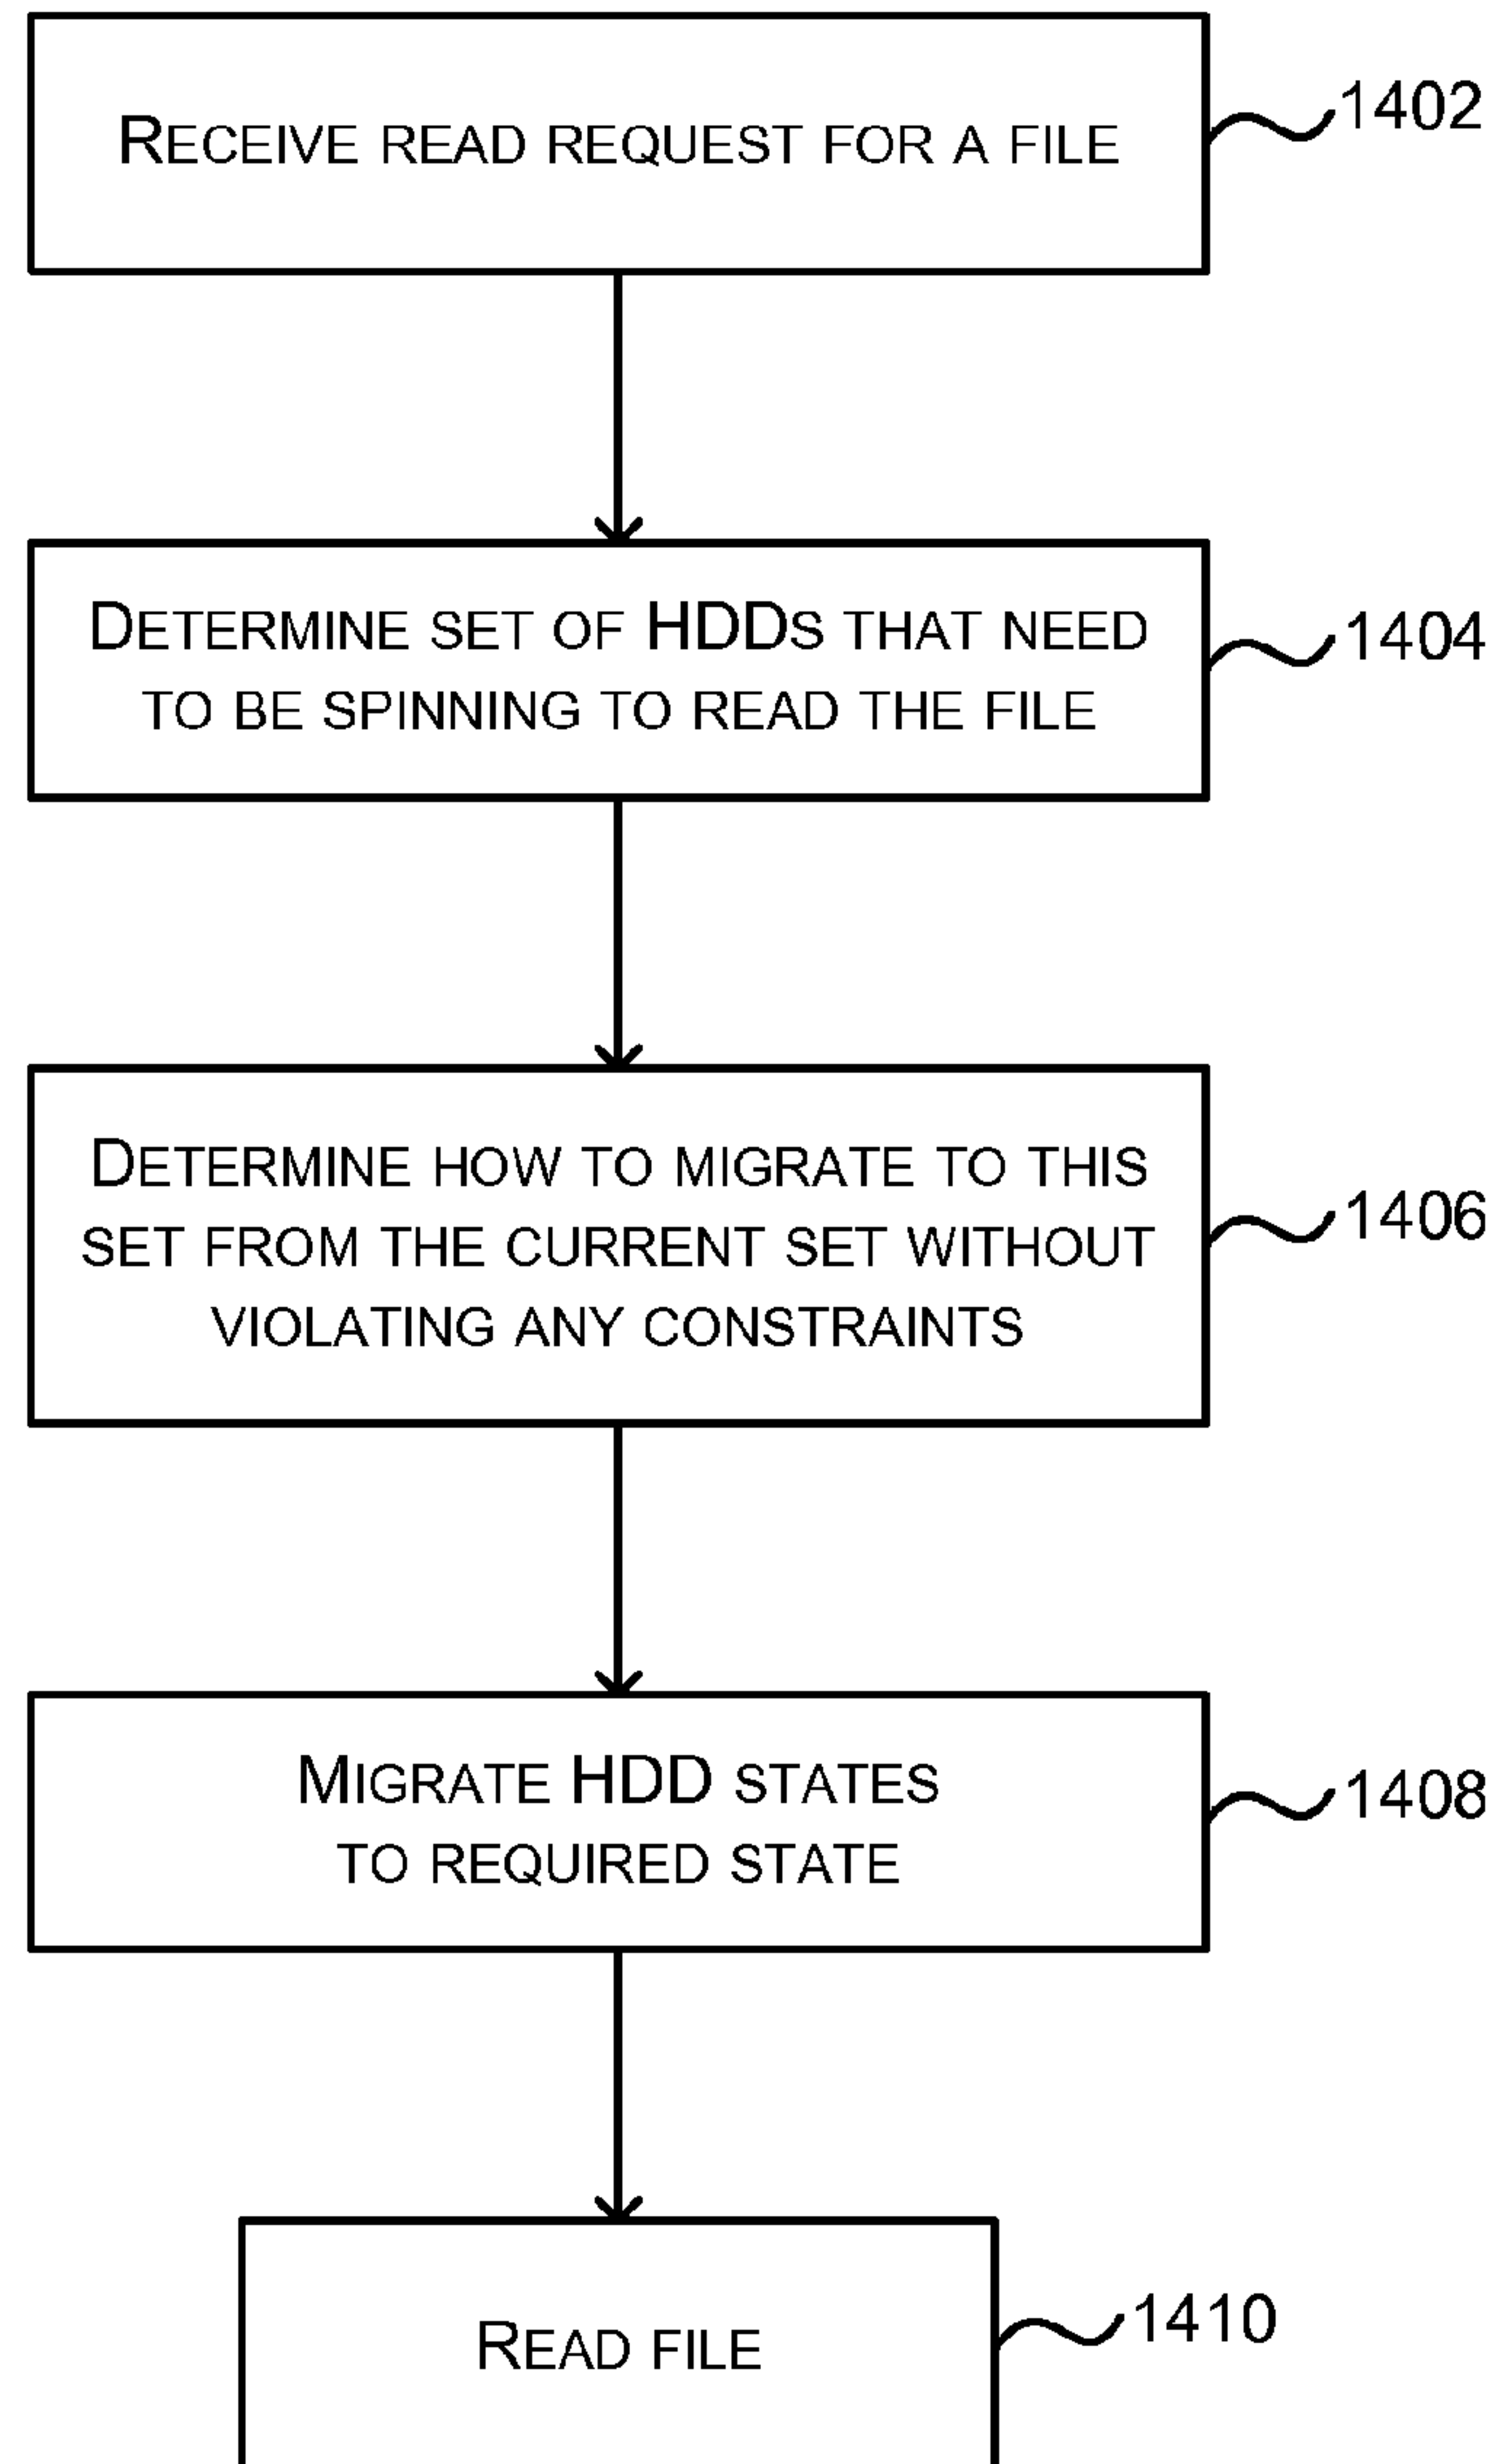 RECEIVE READ REQUEST FOR A FILE
1402
DETERMINE SET OF HDDS THAT NEED
TO BE SPINNING TO READ THE FILE
1404
DETERMINE HOW TO MIGRATE TO THIS
SET FROM THE CURRENT SET WITHOUT
VIOLATING ANY CONSTRAINTS
1406
MIGRATE HDD STATES
TO REQUIRED STATE
1408
READ FILE
1410